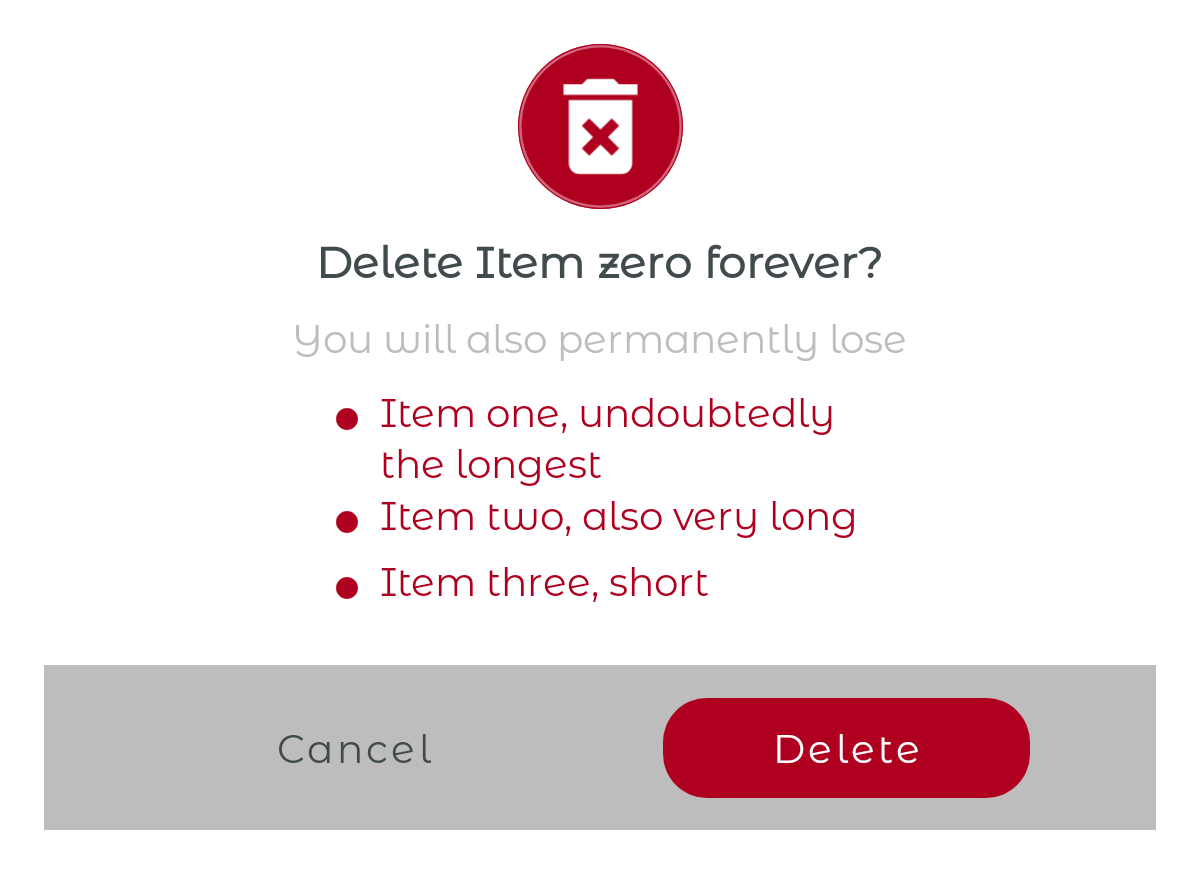 Delete Item zero forever?
You will also permanently lose
Item one, undoubtedly
the longest
Item two, also very long
Item three, short
Cancel
Delete